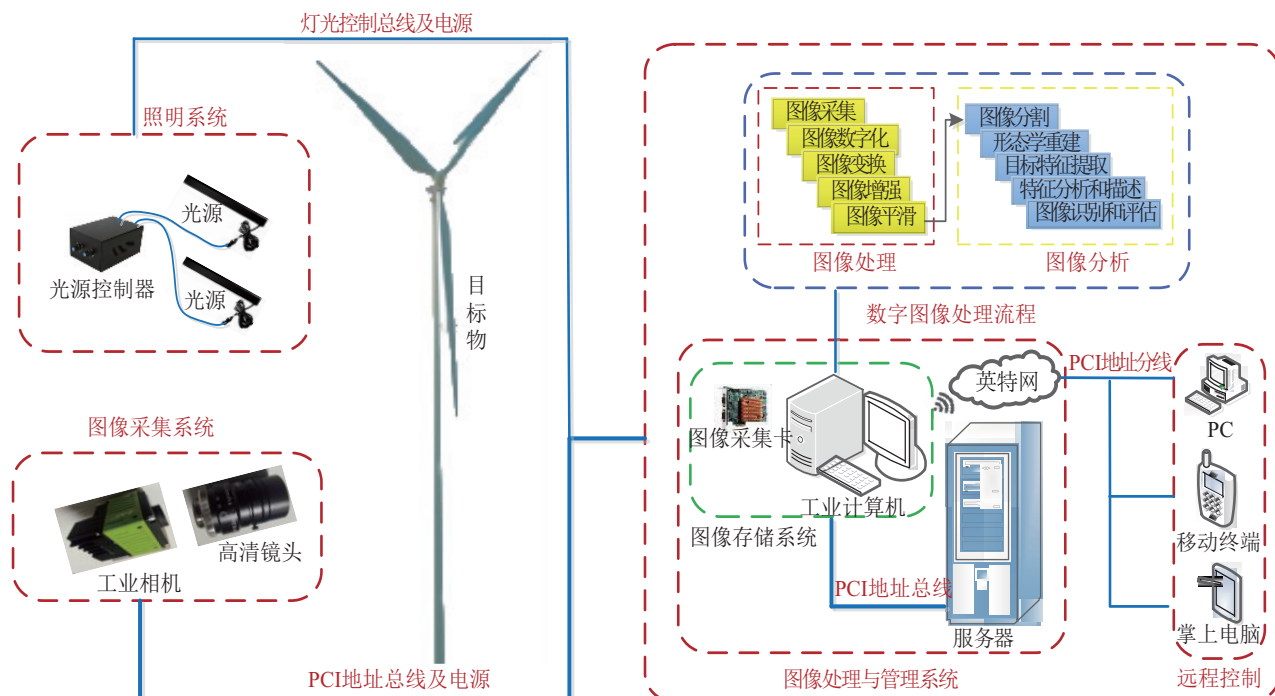 灯光控制总线及电源
照明系统
光源
光源
光源控制器
目标物
图像采集系统
高清镜头
工业相机
PCI地址总线及电源
图像采集
图像数字化
图像变换
图像增强
图像平滑
图像处理
图像分割
形态学重建
目标特征提取
特征分析和描述
图像识别和评估
图像分析
数字图像处理流程
图像采集卡
工业计算机
图像存储系统
英特网
PCI地址总线
服务器
图像处理与管理系统
PCI地址分线
PC
移动终端
掌上电脑
远程控制